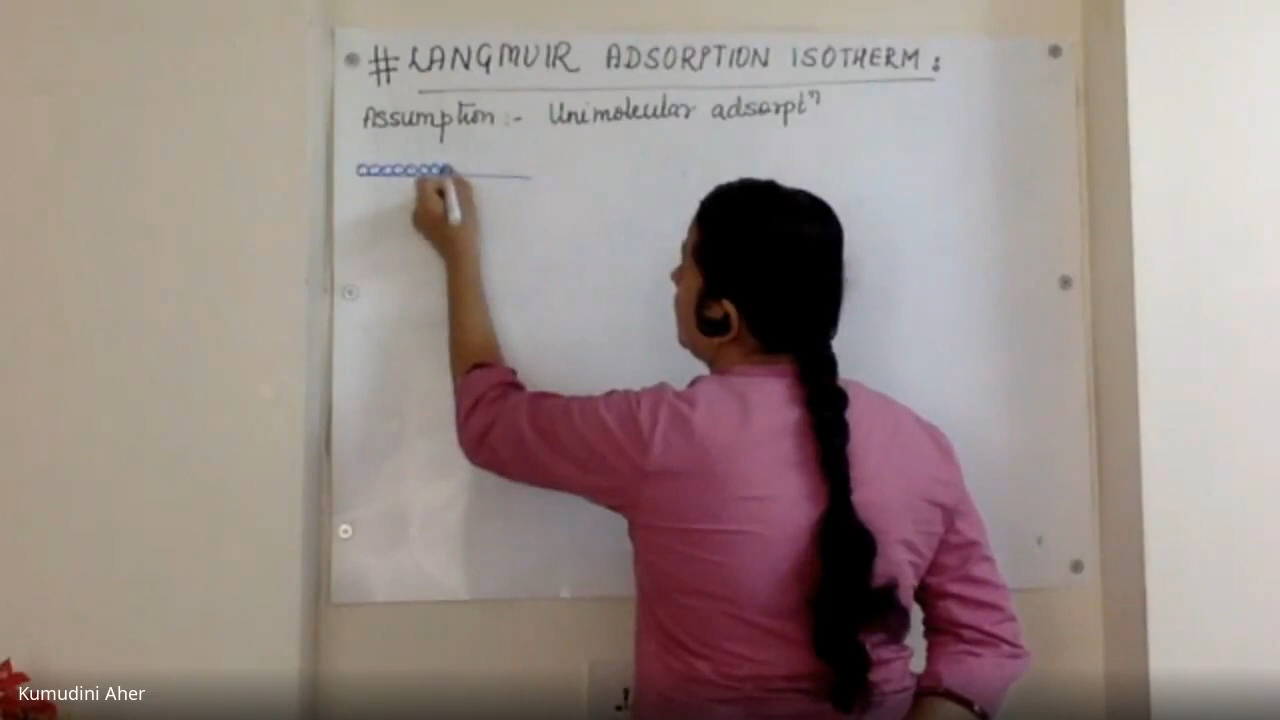 # LANGMUIR ADSORPTION ISOTHERM :
Assumption :- Unimolecular adsorptⁿ
Kumudini Aher